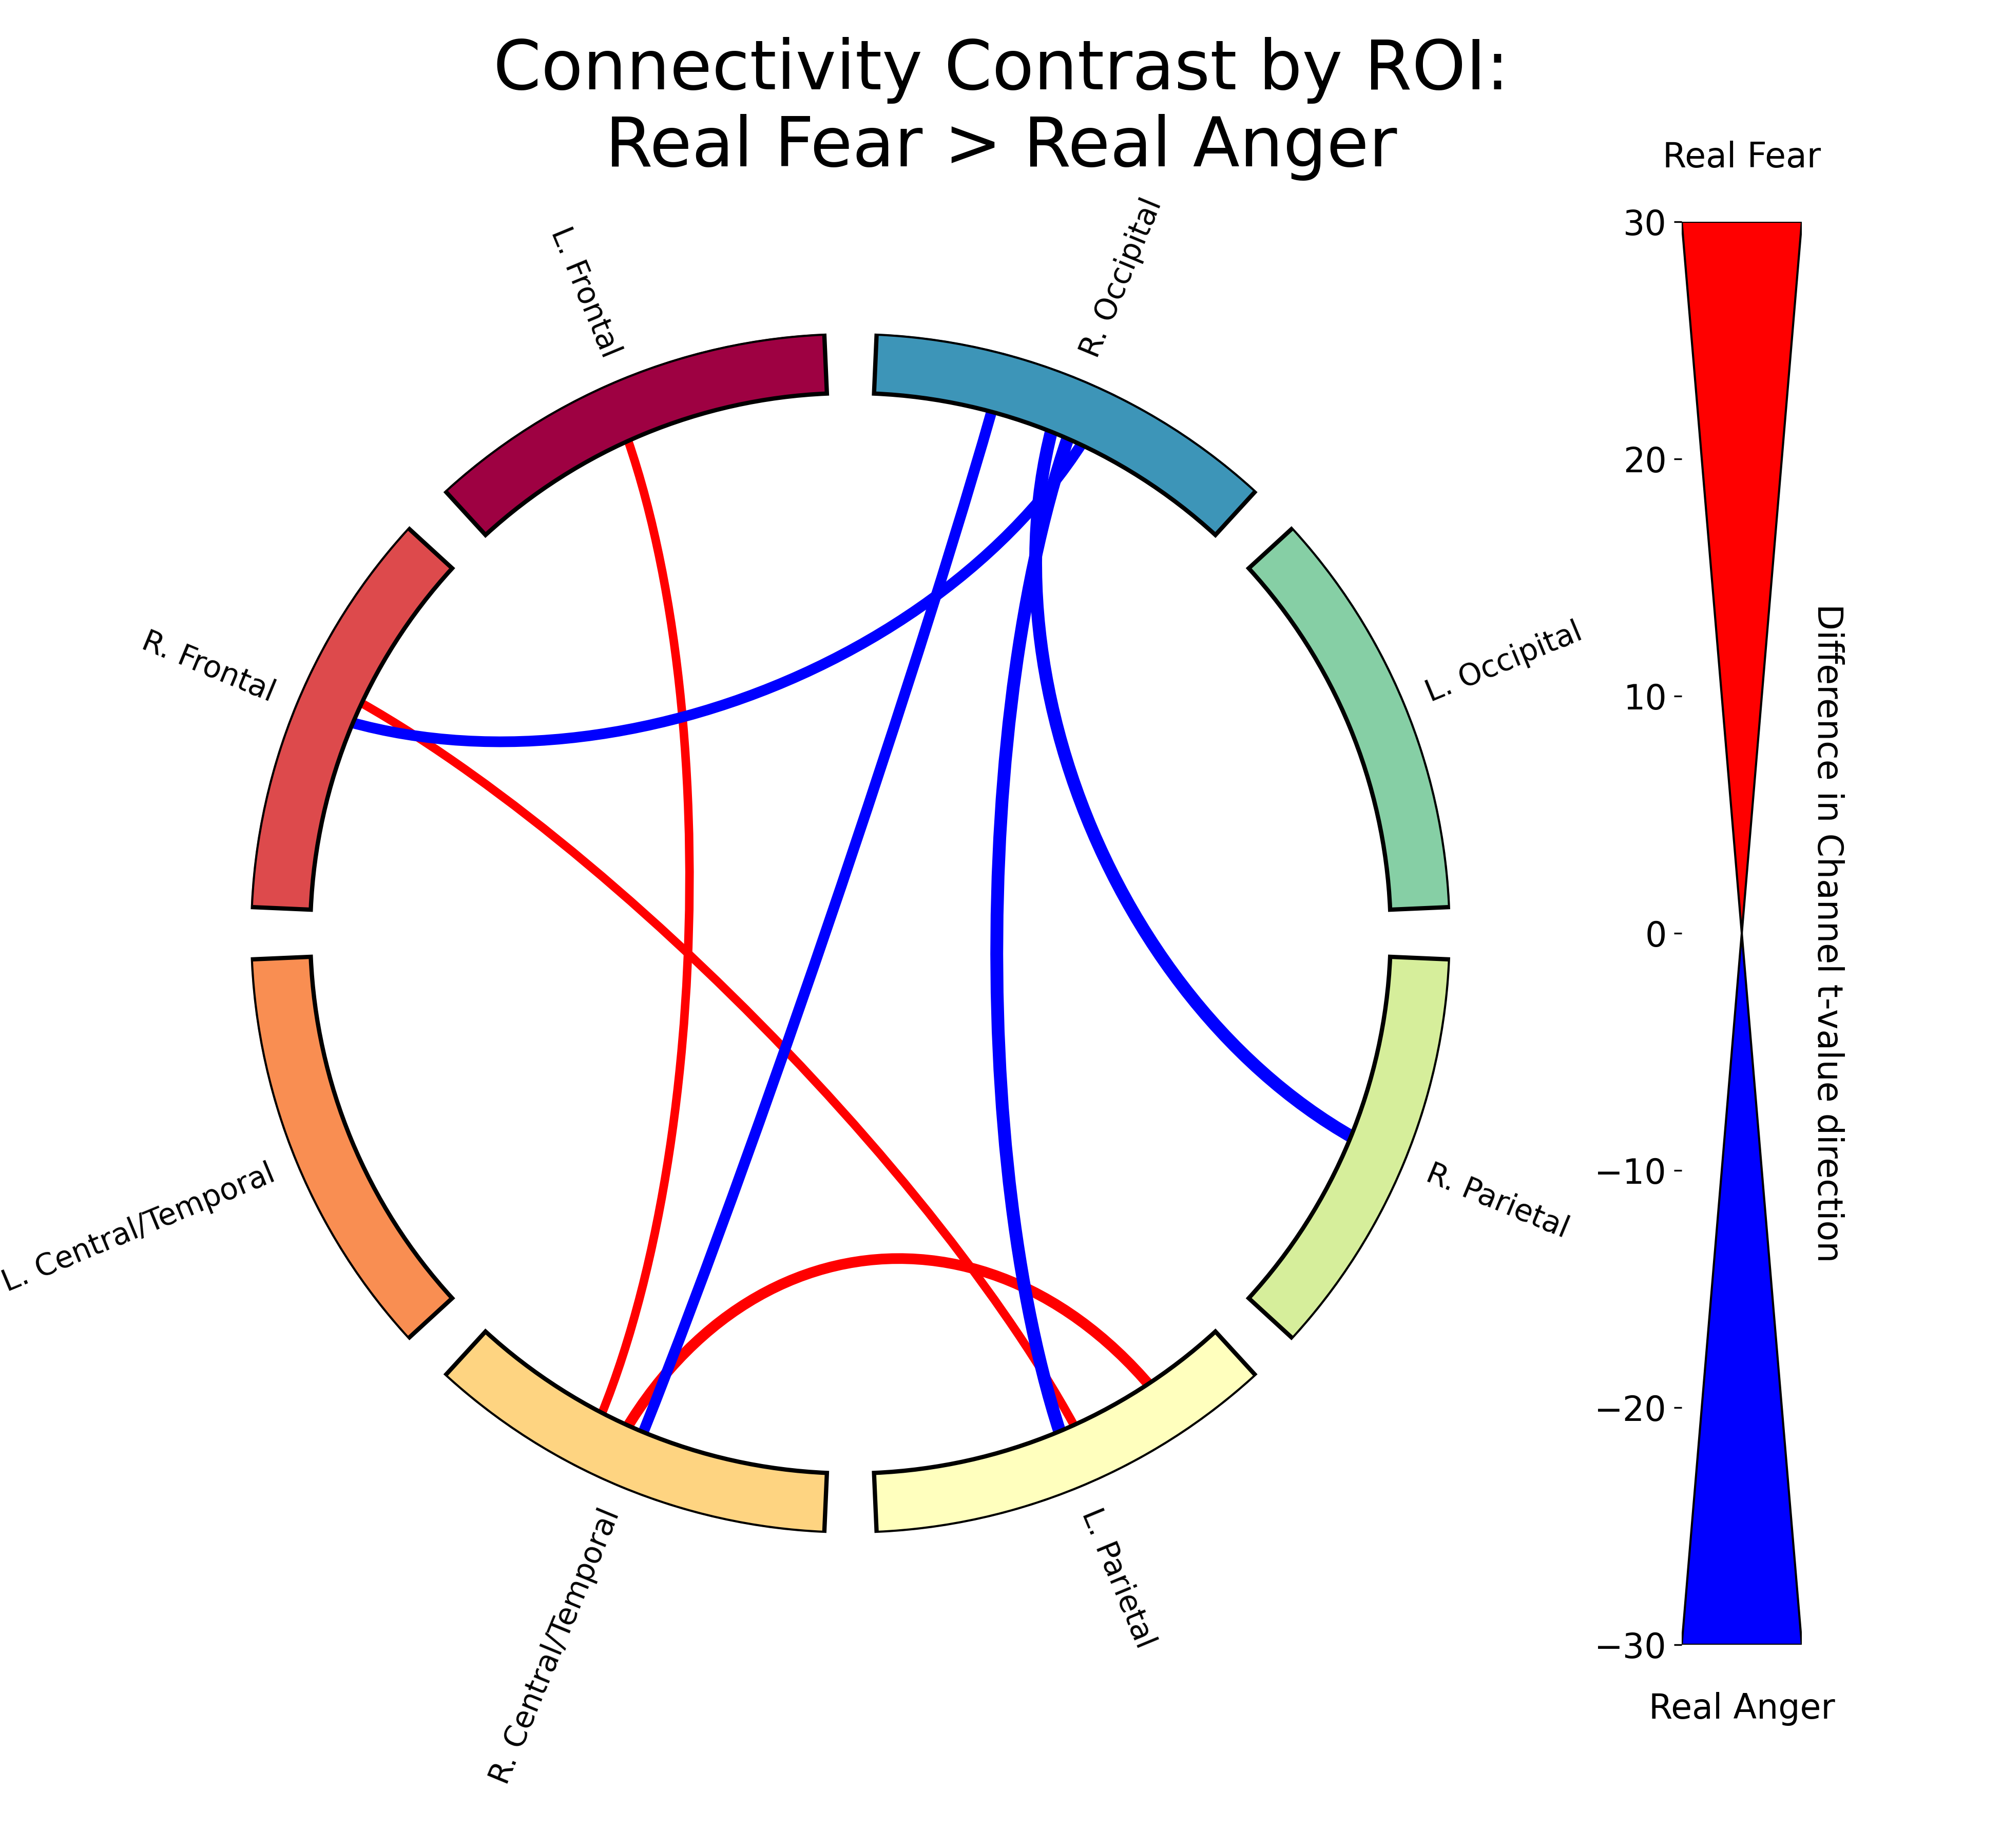 Connectivity Contrast by ROI:
Real Fear > Real Anger
Real Fear
30
20
10
0
−10
−20
−30
Real Anger
Difference in Channel t-value direction
L. Frontal
R. Occipital
R. Frontal
L. Occipital
L. Central/Temporal
R. Parietal
R. Central/Temporal
L. Parietal